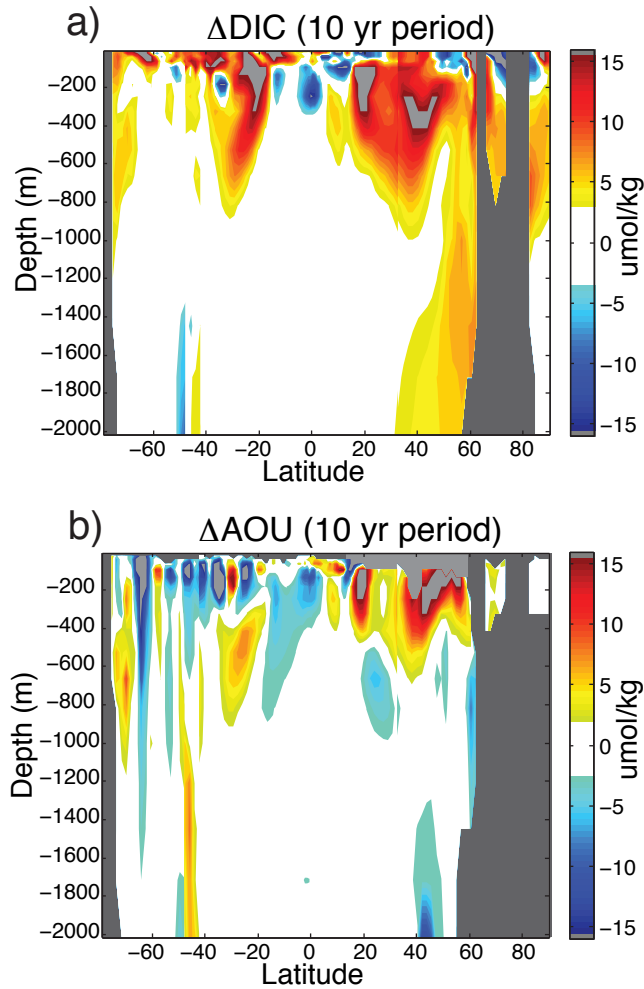 a)
ΔDIC (10 yr period)
−200
−400
−600
−800
−1000
−1200
−1400
−1600
−1800
−2000
Depth (m)
−60 −40 −20 0 20 40 60 80
Latitude
15
10
5
0
−5
−10
−15
umol/kg
b)
ΔAOU (10 yr period)
−200
−400
−600
−800
−1000
−1200
−1400
−1600
−1800
−2000
Depth (m)
−60 −40 −20 0 20 40 60 80
Latitude
15
10
5
0
−5
−10
−15
umol/kg